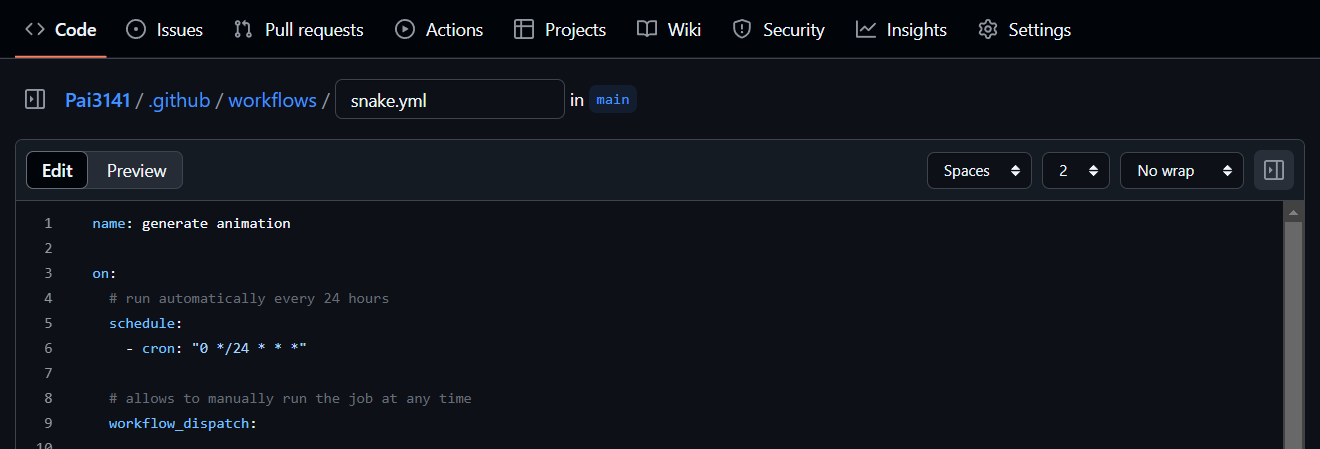 Code Issues Pull requests Actions Projects Wiki Security Insights Settings
Pai3141 / .github / workflows / snake.yml in main
Edit Preview Spaces 2 No wrap
1 name: generate animation
2
3 on:
4 # run automatically every 24 hours
5 schedule:
6 - cron: "0 */24 * * *"
7
8 # allows to manually run the job at any time
9 workflow_dispatch:
10